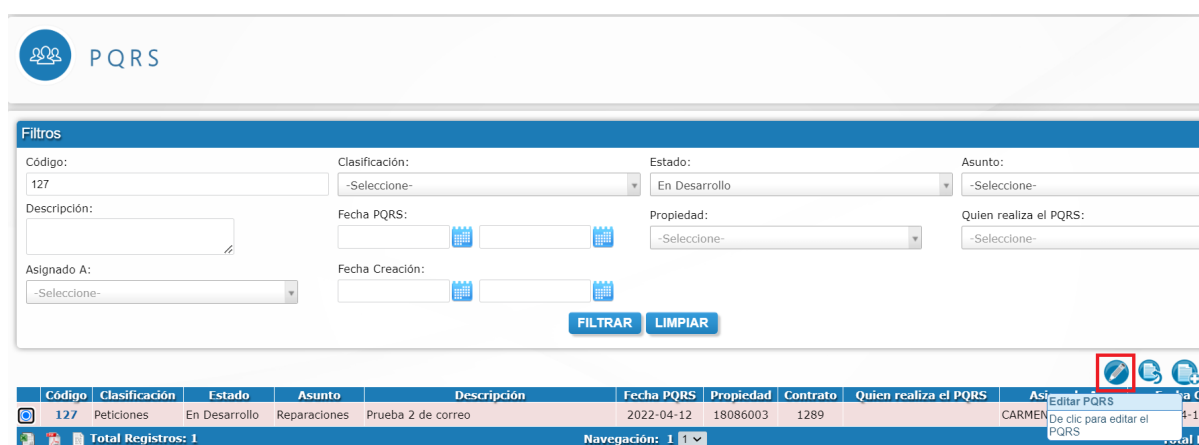 PQRS
Filtros
Código: Clasificación: Estado: Asunto:
127 -Seleccione- En Desarrollo -Seleccione-
Descripción: Fecha PQRS: Propiedad: Quien realiza el PQRS:
-Seleccione- -Seleccione-
Asignado A: Fecha Creación:
-Seleccione-
FILTRAR LIMPIAR
Código Clasificación Estado Asunto Descripción Fecha PQRS Propiedad Contrato Quien realiza el PQRS
127 Peticiones En Desarrollo Reparaciones Prueba 2 de correo 2022-04-12 18086003 1289 CARMEN
Editar PQRS
De clic para editar el
PQRS
Total Registros: 1 Navegación: 1 1